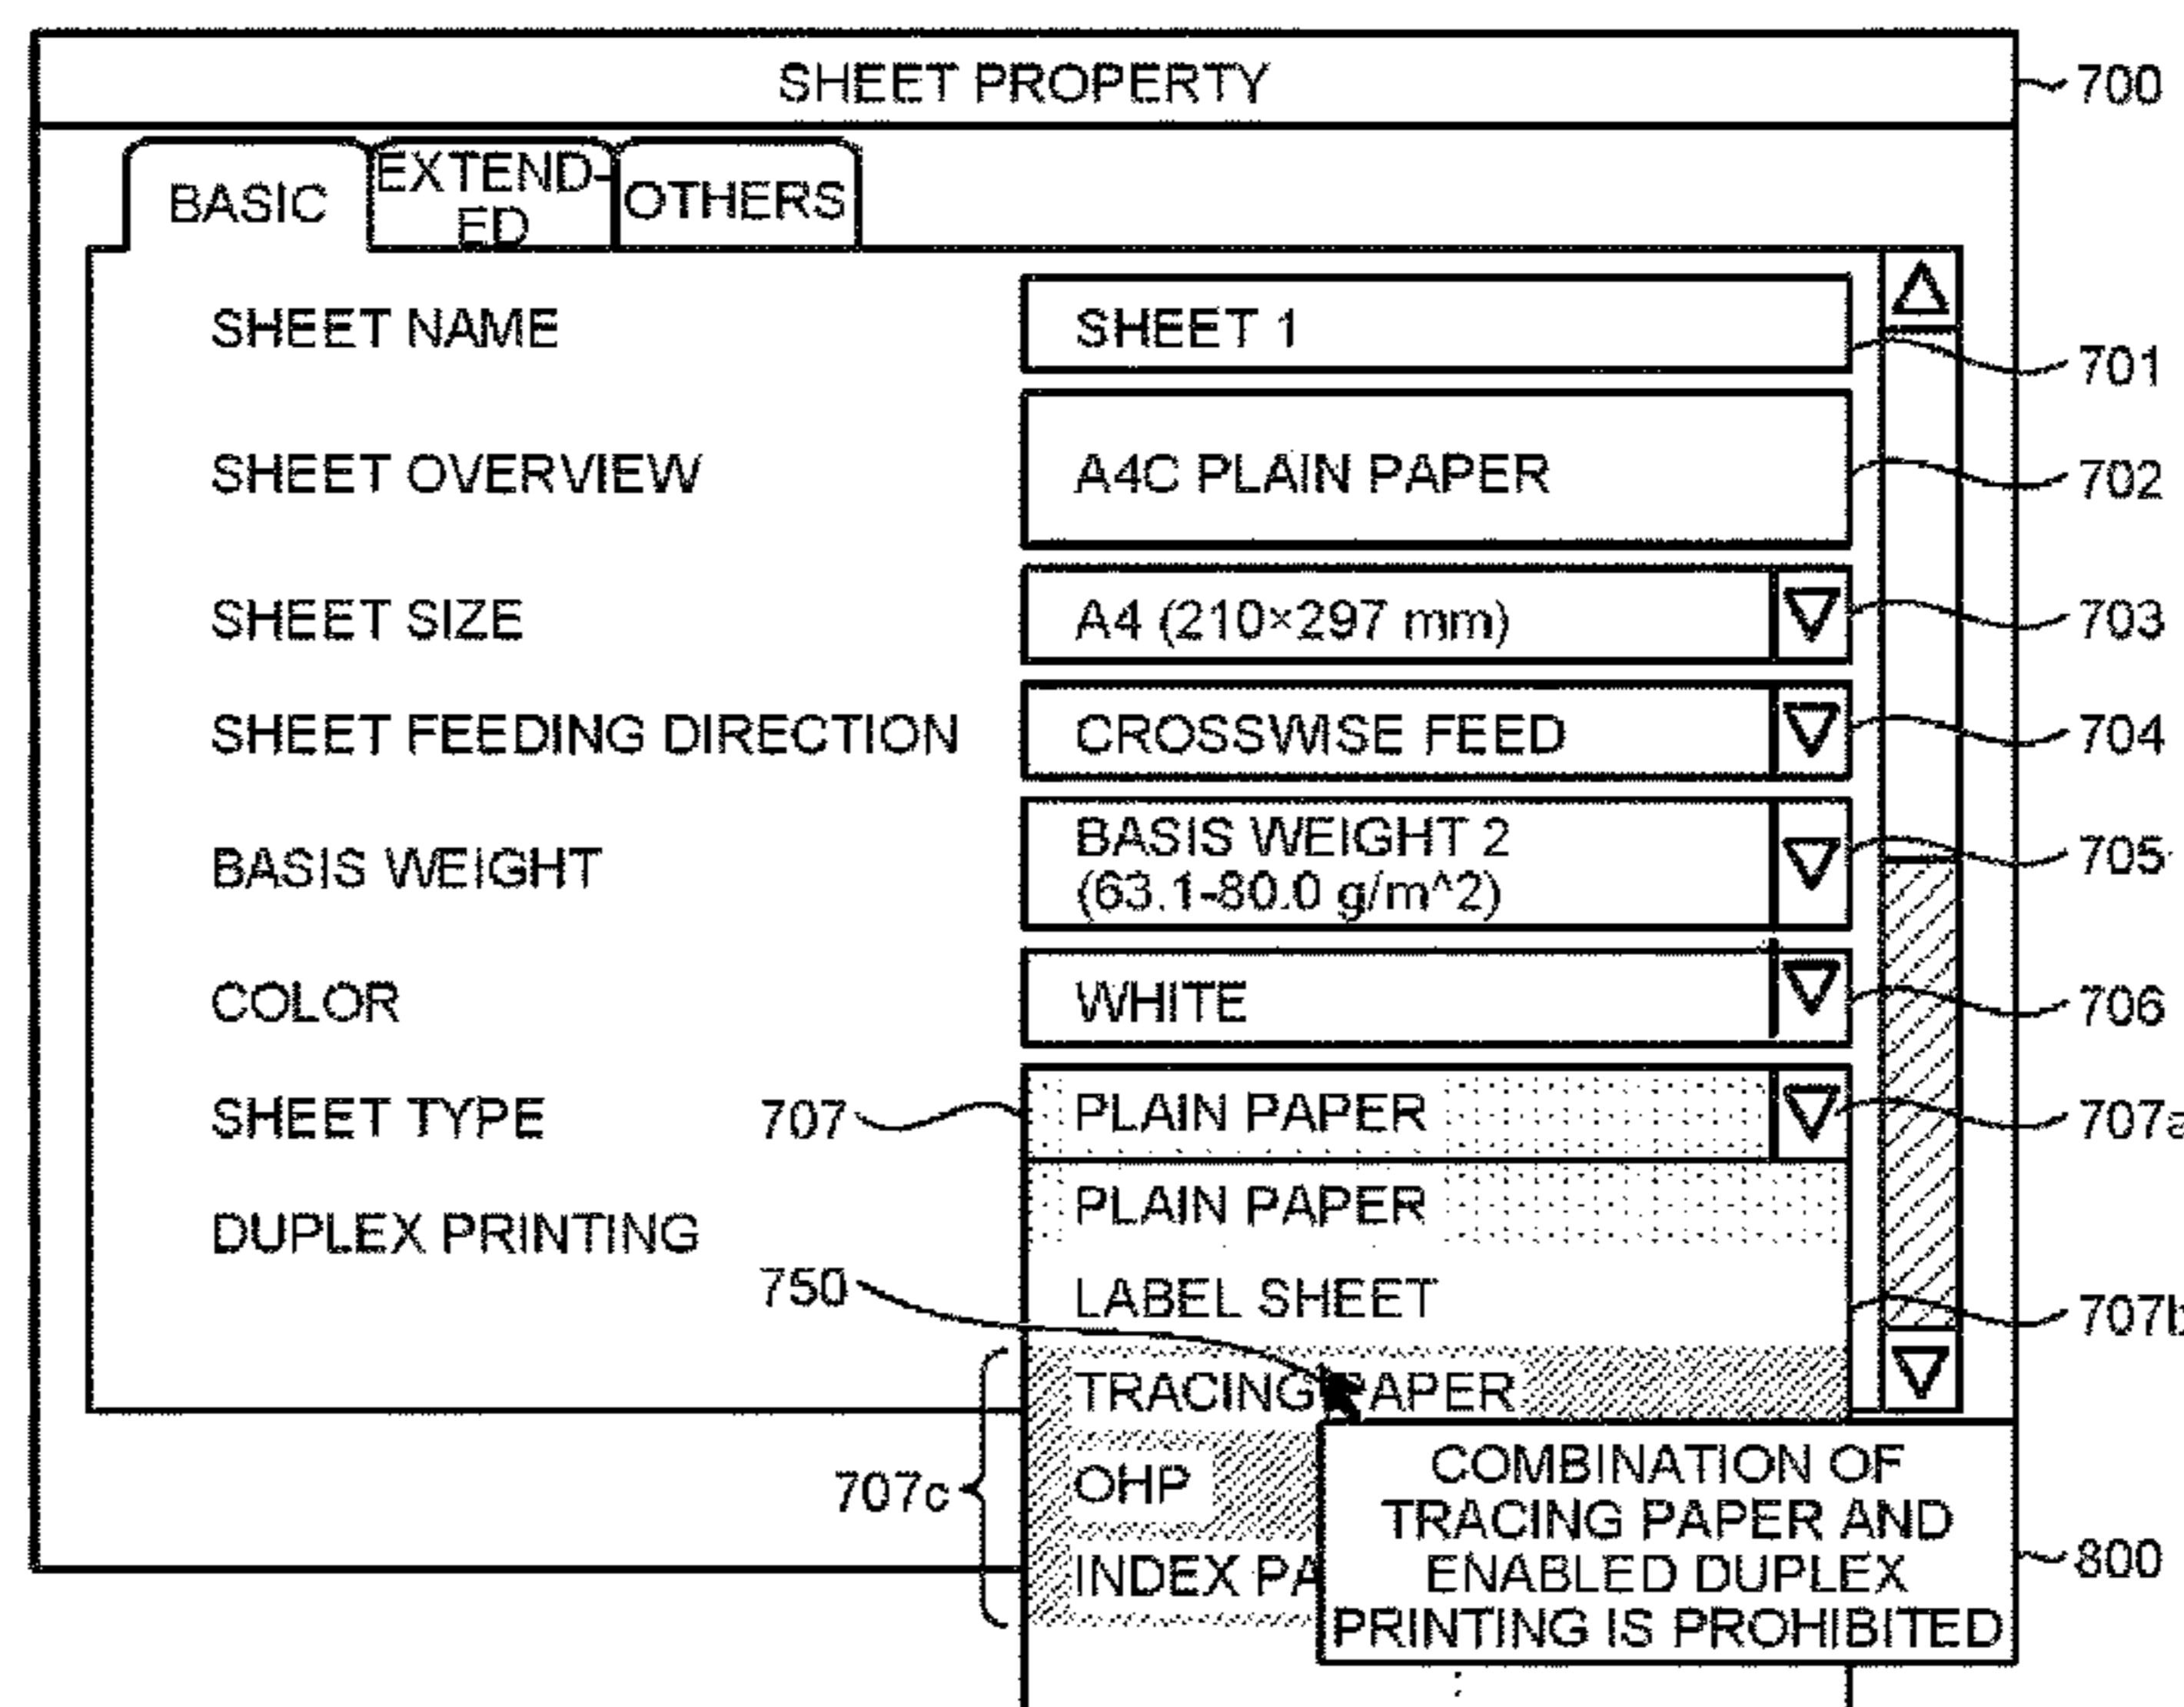 SHEET PROPERTY
700
BASIC
EXTEND-
ED
OTHERS
SHEET NAME
SHEET 1
701
SHEET OVERVIEW
A4C PLAIN PAPER
702
SHEET SIZE
A4 (210×297 mm)
703
SHEET FEEDING DIRECTION
CROSSWISE FEED
704
BASIS WEIGHT
BASIS WEIGHT 2
(63.1-80.0 g/m^2)
705
COLOR
WHITE
706
SHEET TYPE
707
PLAIN PAPER
707a
PLAIN PAPER
DUPLEX PRINTING
750
LABEL SHEET
707b
TRACING PAPER
707c
OHP
INDEX PA
COMBINATION OF
TRACING PAPER AND
ENABLED DUPLEX
PRINTING IS PROHIBITED
800